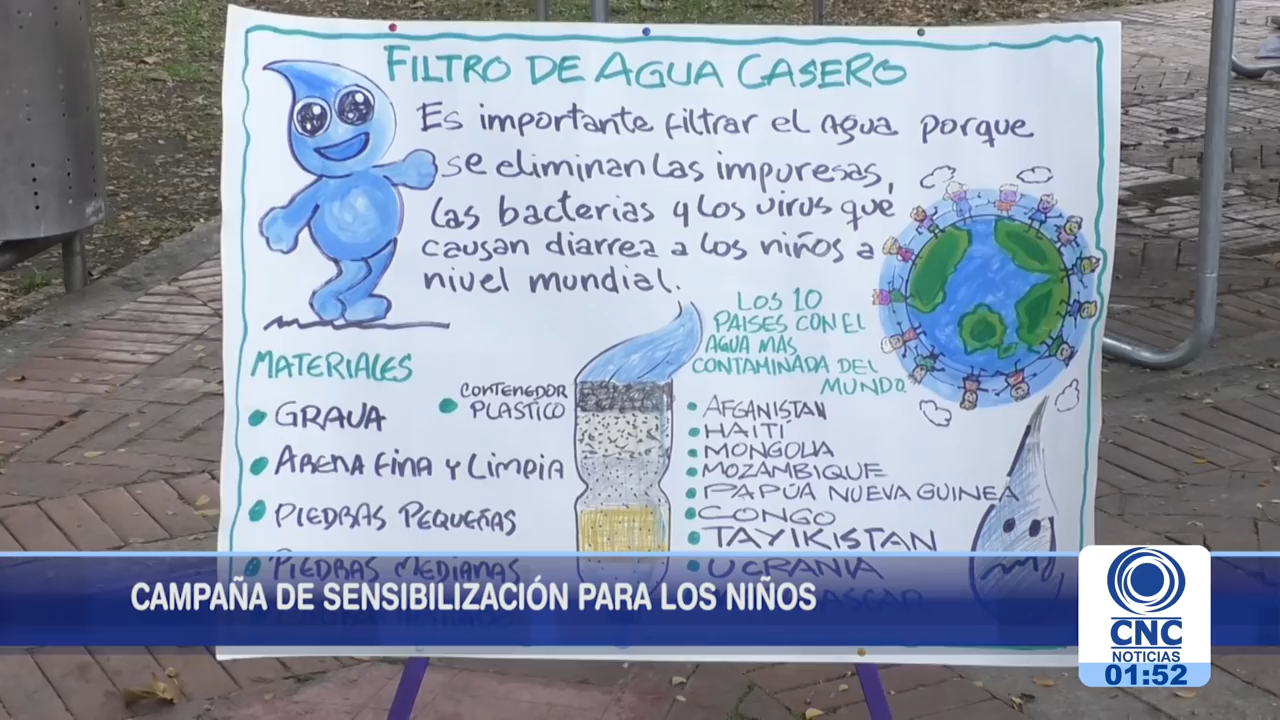 FILTRO DE AGUA CASERO
Es importante filtrar el agua porque
se eliminan las impuresas,
las bacterias y los virus que
causan diarrea a los niños a
nivel mundial.
LOS 10
PAISES CON EL
AGUA MAS
CONTAMINADA DEL
MUNDO.
MATERIALES
GRAVA
ARENA FINA Y LIMPIA
PIEDRAS PEQUEÑAS
PIEDRAS MEDIANAS
CONTENEDOR
PLASTICO
AFGANISTAN
HAITÍ
MONGOLIA
MOZAMBIQUE
PAPÚA NUEVA GUINEA
CONGO
TAYIKISTAN
UCRANIA
CAMPAÑA DE SENSIBILIZACIÓN PARA LOS NIÑOS
CNC
NOTICIAS
01:52